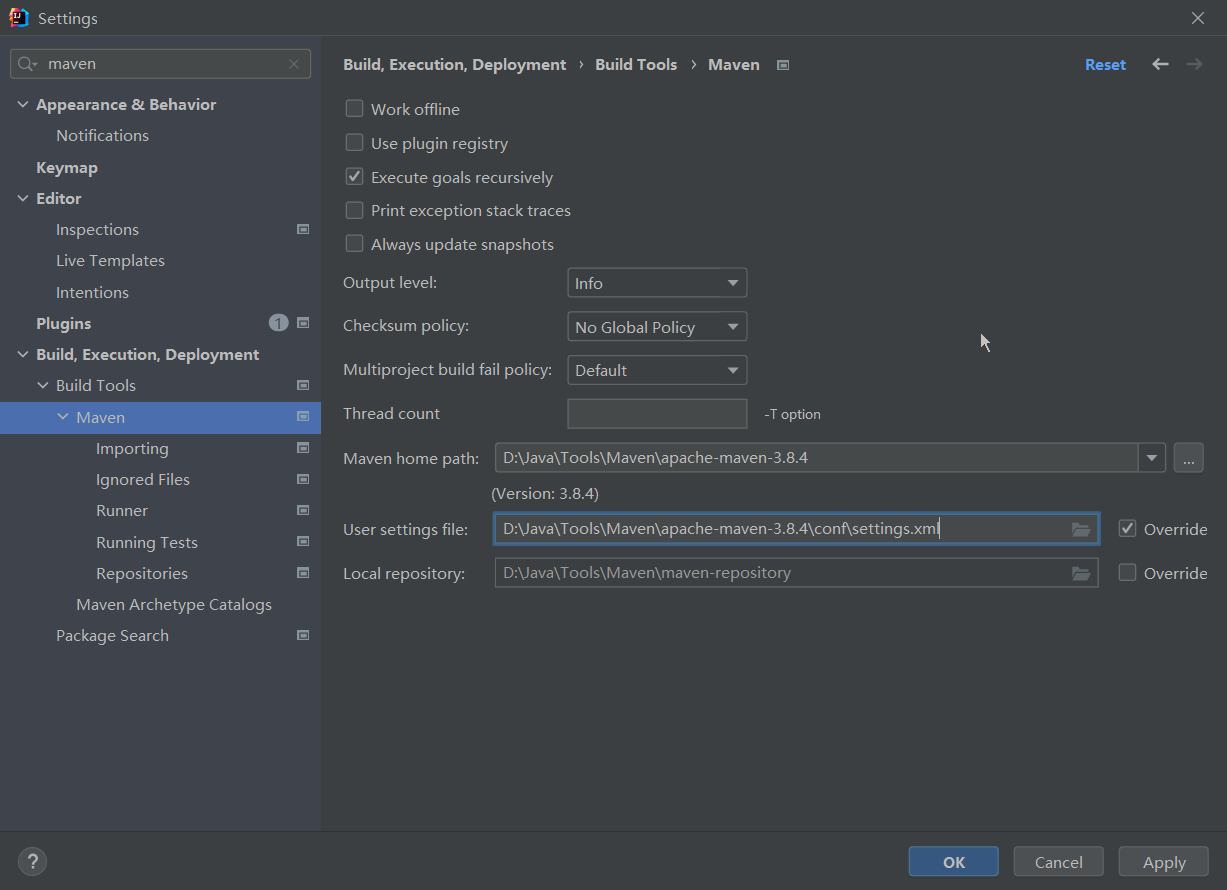 Settings
maven
Appearance & Behavior
Notifications
Keymap
Editor
Inspections
Live Templates
Intentions
Plugins 1
Build, Execution, Deployment
Build Tools
Maven
Importing
Ignored Files
Runner
Running Tests
Repositories
Maven Archetype Catalogs
Package Search
Build, Execution, Deployment › Build Tools › Maven
Reset
Work offline
Use plugin registry
Execute goals recursively
Print exception stack traces
Always update snapshots
Output level: Info
Checksum policy: No Global Policy
Multiproject build fail policy: Default
Thread count -T option
Maven home path: D:\Java\Tools\Maven\apache-maven-3.8.4 ...
(Version: 3.8.4)
User settings file: D:\Java\Tools\Maven\apache-maven-3.8.4\conf\settings.xml Override
Local repository: D:\Java\Tools\Maven\maven-repository Override
? OK Cancel Apply